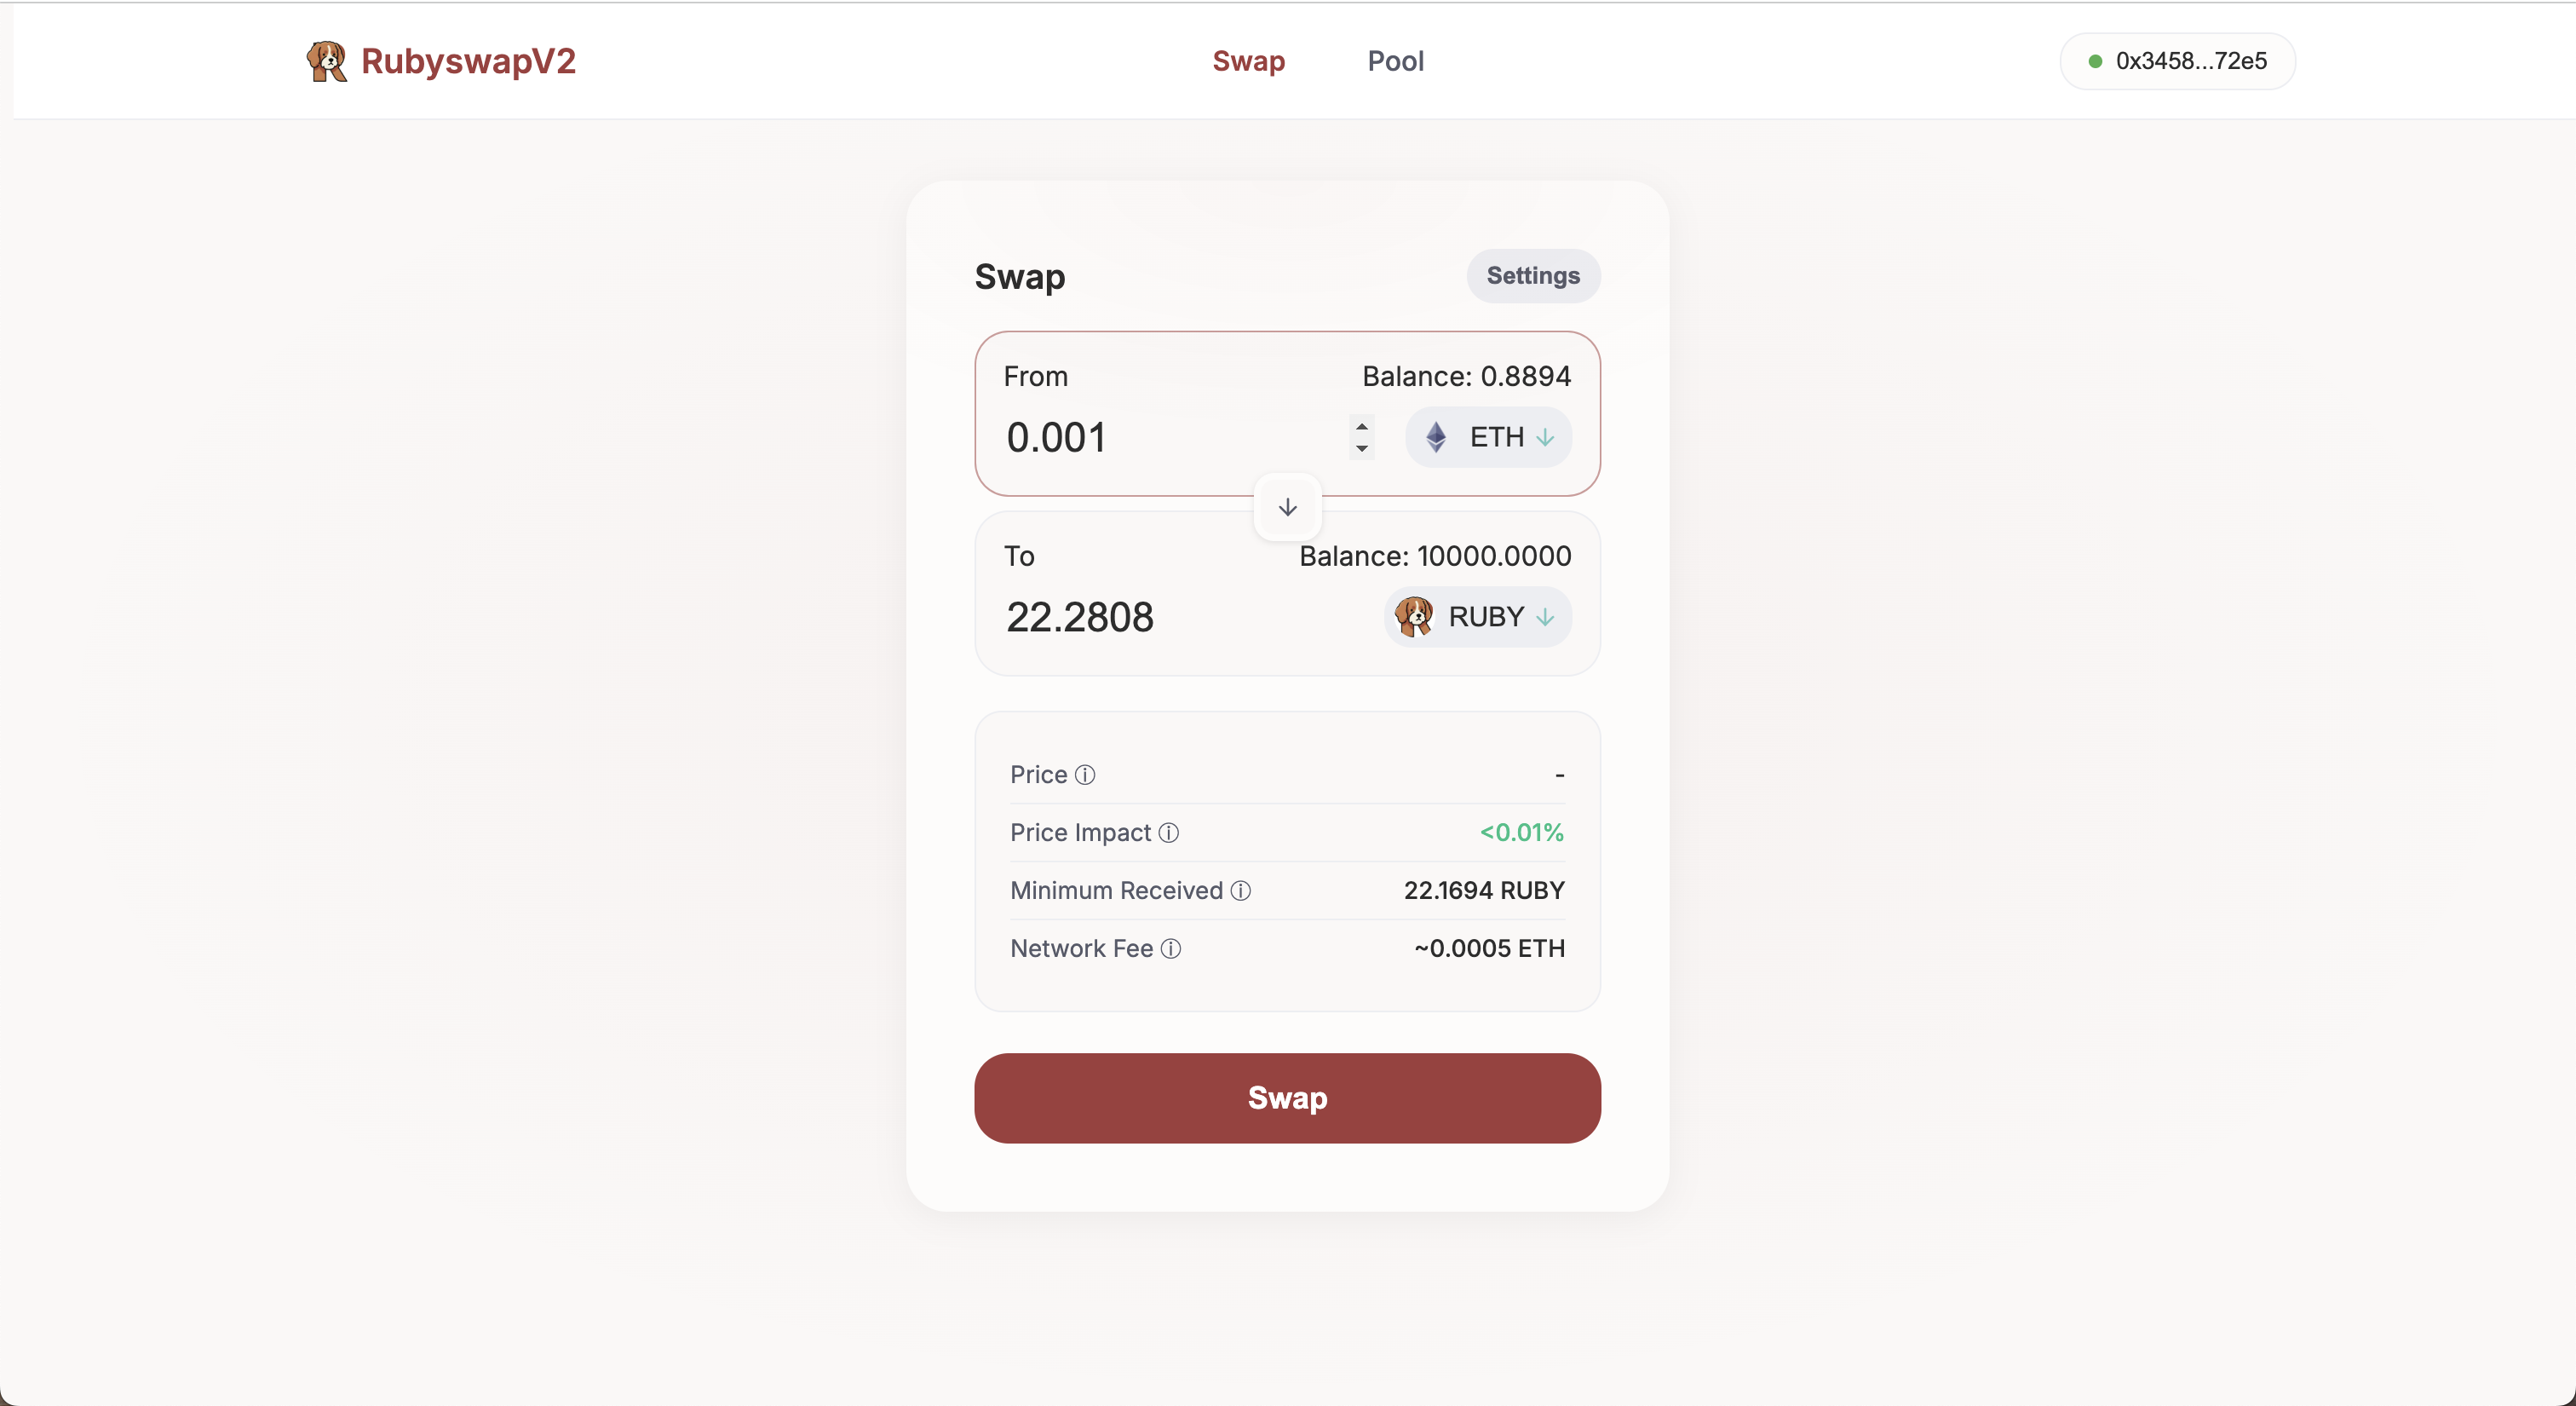 RubyswapV2
Swap
Pool
0x3458...72e5
Swap
Settings
From
Balance: 0.8894
0.001
ETH
To
Balance: 10000.0000
22.2808
RUBY
Price
-
Price Impact
<0.01%
Minimum Received
22.1694 RUBY
Network Fee
~0.0005 ETH
Swap